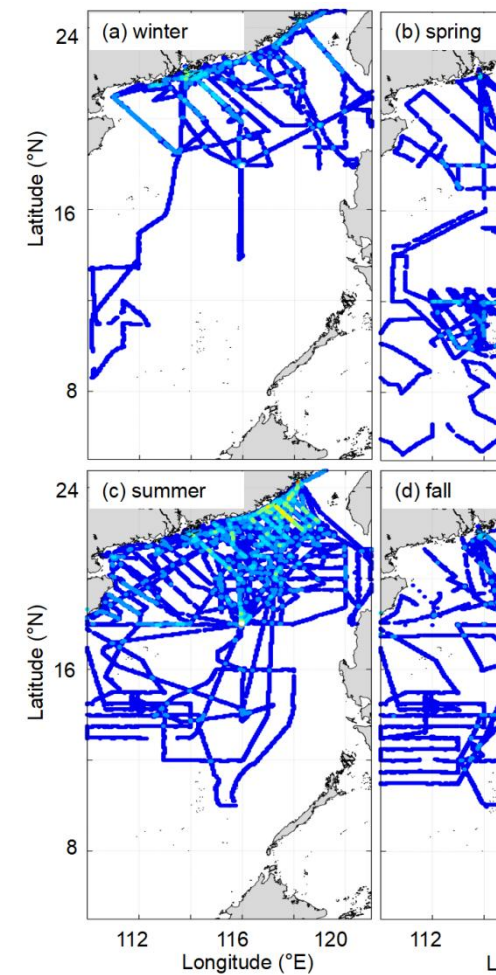 (a) winter
(b) spring
24
16
8
Latitude (°N)
(c) summer
(d) fall
24
16
8
Latitude (°N)
112
116
120
112
Longitude (°E)
L